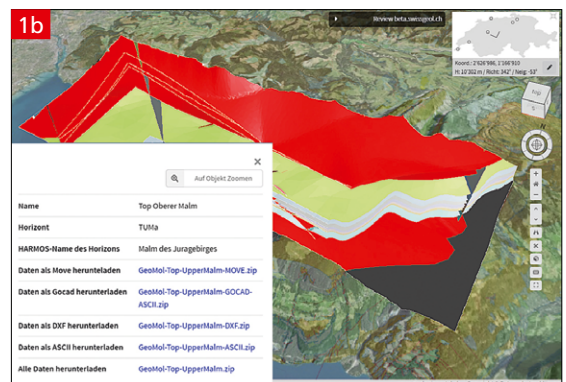 1b
Review beta.swissgeol.ch
Koord.: 2'626'986, 1'166'910
H: 10'302 m / Richt: 342° / Neig: -53°
Top
S
N
Auf Objekt Zoomen
Name Top Oberer Malm
Horizont TUMa
HARMOS-Name des Horizons Malm des Juragebirges
Daten als Move herunteladen GeoMol-Top-UpperMalm-MOVE.zip
Daten als Gocad herunterladen GeoMol-Top-UpperMalm-GOCAD-
ASCII.zip
Daten als DXF herunterladen GeoMol-Top-UpperMalm-DXF.zip
Daten als ASCII herunterladen GeoMol-Top-UpperMalm-ASCII.zip
Alle Daten herunterladen GeoMol-Top-UpperMalm.zip